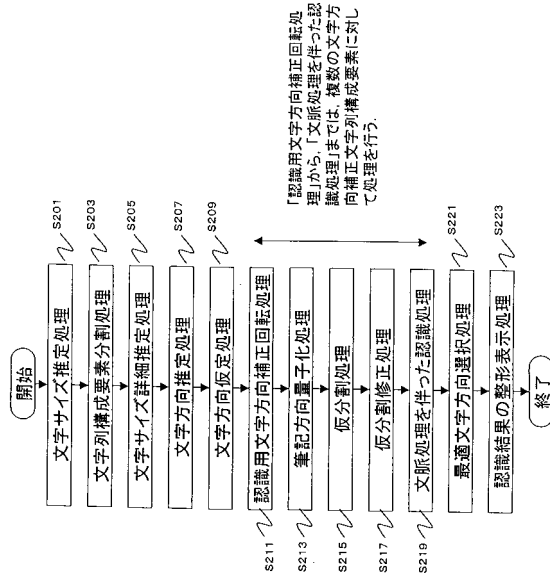 開始
文字サイズ推定処理
S201
文字列構成要素分割処理
S203
文字サイズ詳細推定処理
S205
文字方向推定処理
S207
文字方向仮定処理
S209
認識用文字方向補正回転処理
S211
筆記方向量子化処理
S213
仮分割処理
S215
仮分割修正処理
S217
文脈処理を伴った認識処理
S219
「認識用文字方向補正回転処
理」から,「文脈処理を伴った認
識処理」までは, 複数の文字方
向補正文字列構成要素に対し
て処理を行う.
最適文字方向選択処理
S221
認識結果の整形表示処理
S223
終了